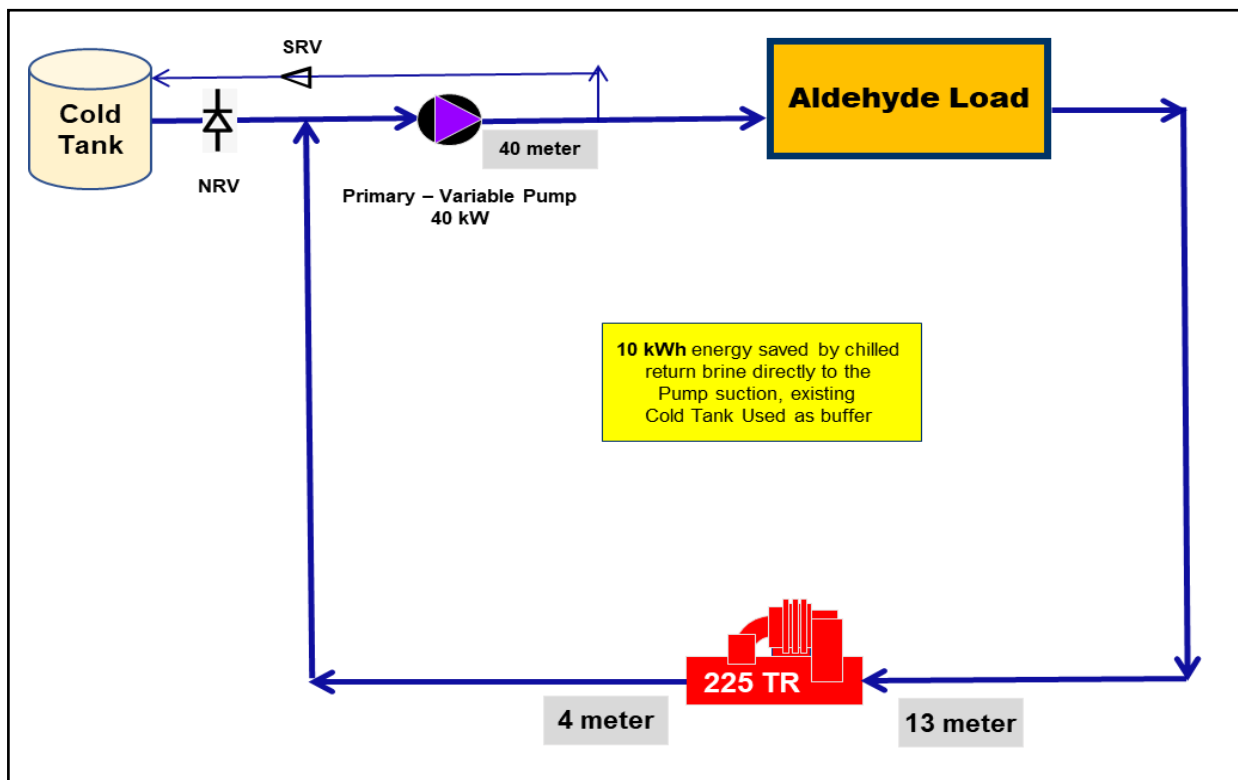 SRV
Cold
Tank
NRV
40 meter
Primary – Variable Pump
40 kW
Aldehyde Load
10 kWh energy saved by chilled
return brine directly to the
Pump suction, existing
Cold Tank Used as buffer
225 TR
4 meter
13 meter